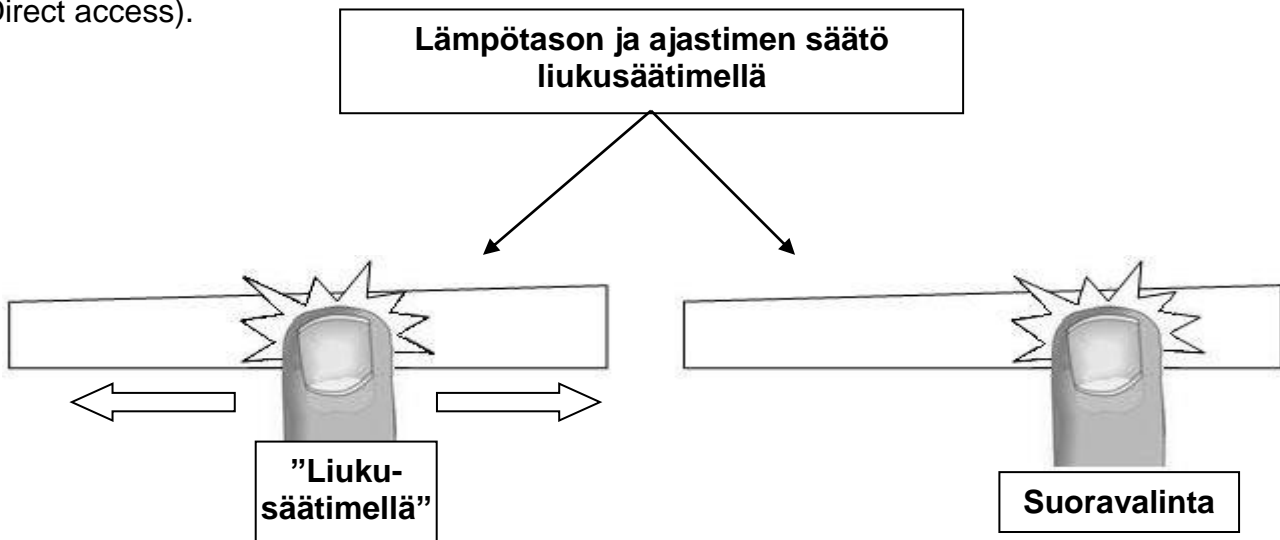 Direct access).
Lämpötason ja ajastimen säätö
liukusäätimellä
”Liuku-
säätimellä”
Suoravalinta